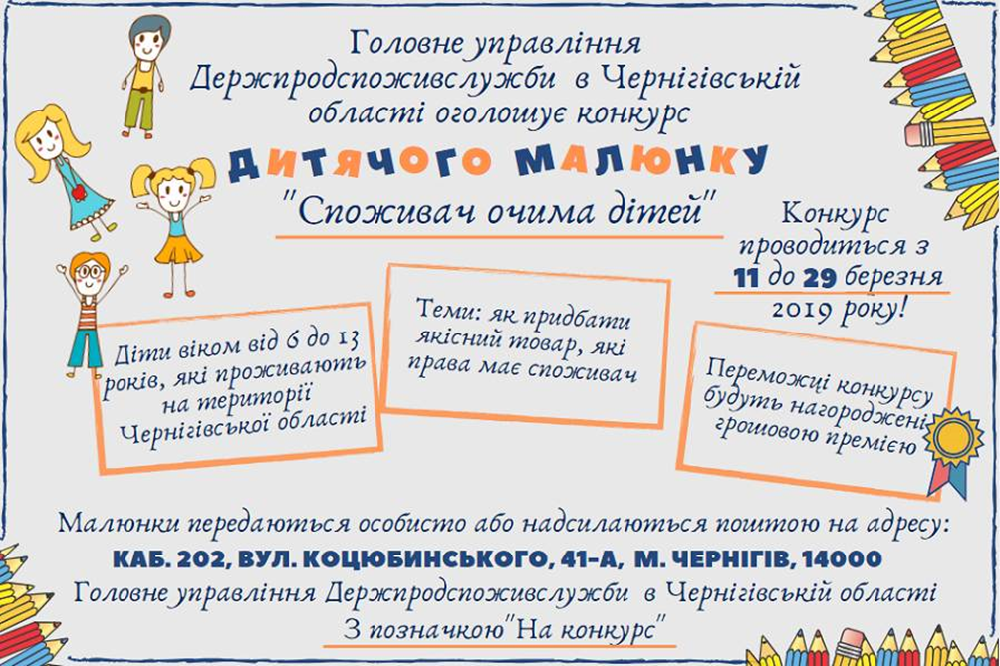 Головне управління
Держпродспоживслужби в Чернігівській
області оголошує конкурс
ДИТЯЧОГО МАЛЮНКУ
"Споживач очима дітей"
Конкурс
проводиться з
11 до 29 березня
2019 року!
Діти віком від 6 до 13
років, які проживають
на території
Чернігівської області
Теми: як придбати
якісний товар, які
права має споживач
Переможці конкурсу
будуть нагороджені
грошовою премією
Малюнки передаються особисто або надсилаються поштою на адресу:
КАБ. 202, ВУЛ. КОЦЮБИНСЬКОГО, 41-А, М. ЧЕРНІГІВ, 14000
Головне управління Держпродспоживслужби в Чернігівській області
З позначкою"На конкурс"